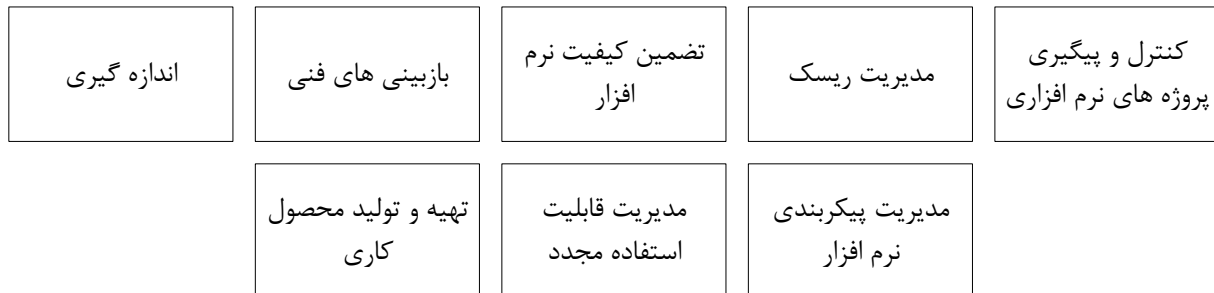 کنترل و پیگیری
پروژه های نرم افزاری
مدیریت ریسک
تضمین کیفیت نرم
افزار
بازبینی های فنی
اندازه گیری
مدیریت پیکربندی
نرم افزار
مدیریت قابلیت
استفاده مجدد
تهیه و تولید محصول
کاری